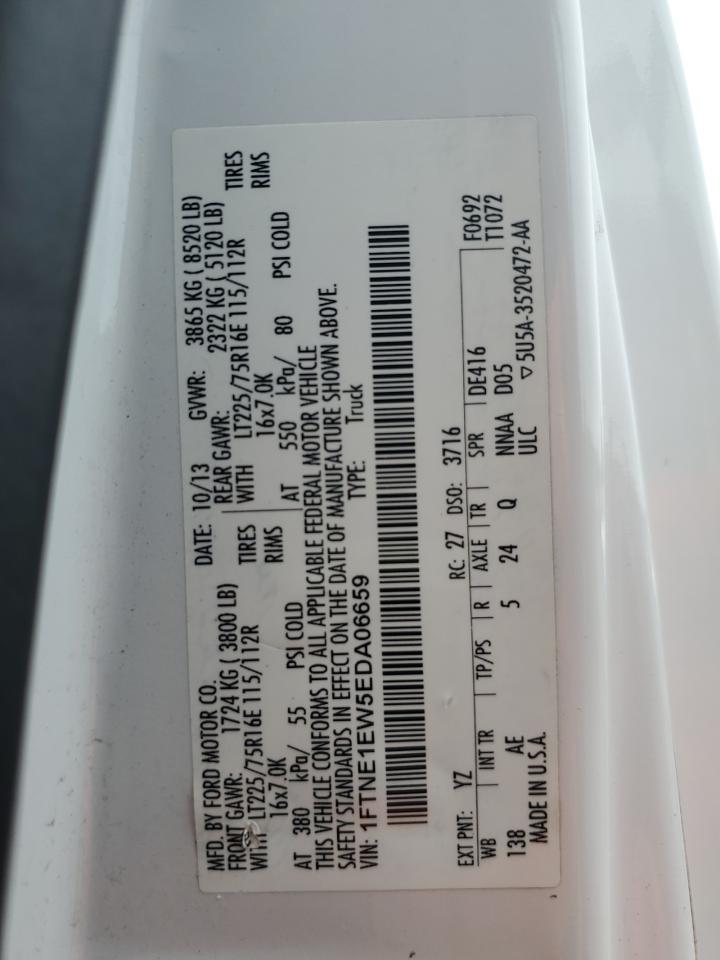 MFD. BY FORD MOTOR CO. DATE: 10/13 GVWR: 3865 KG ( 8520 LB)
FRONT GAWR: 1724 KG ( 3800 LB) REAR GAWR: 2322 KG ( 5120 LB)
LT225/75R16E 115/112R TIRES WITH LT225/75R16E 115/112R TIRES
16x7.0K RIMS 16x7.0K RIMS
AT 380 kPa/ 55 PSI COLD AT 550 kPa/ 80 PSI COLD
THIS VEHICLE CONFORMS TO ALL APPLICABLE FEDERAL MOTOR VEHICLE
SAFETY STANDARDS IN EFFECT ON THE DATE OF MANUFACTURE SHOWN ABOVE.
VIN: 1FTNE1EW5EDA06659 TYPE: Truck
EXT PNT: YZ RC: 27 DSO: 3716 F0692
WB INT TR TP/PS R AXLE TR SPR DE416 T1072
138 AE 5 24 Q NNAA D05
MADE IN U.S.A. ULC ▽5U5A-3520472-AA